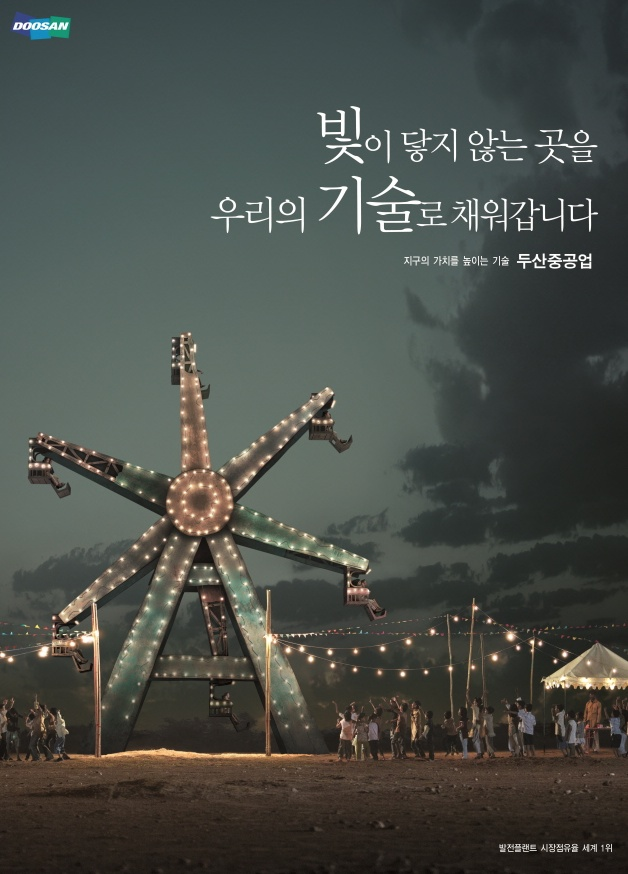 DOOSAN
빛이 닿지 않는 곳을
우리의 기술로 채워갑니다
지구의 가치를 높이는 기술 두산중공업
발전플랜트 시장점유율 세계 1위